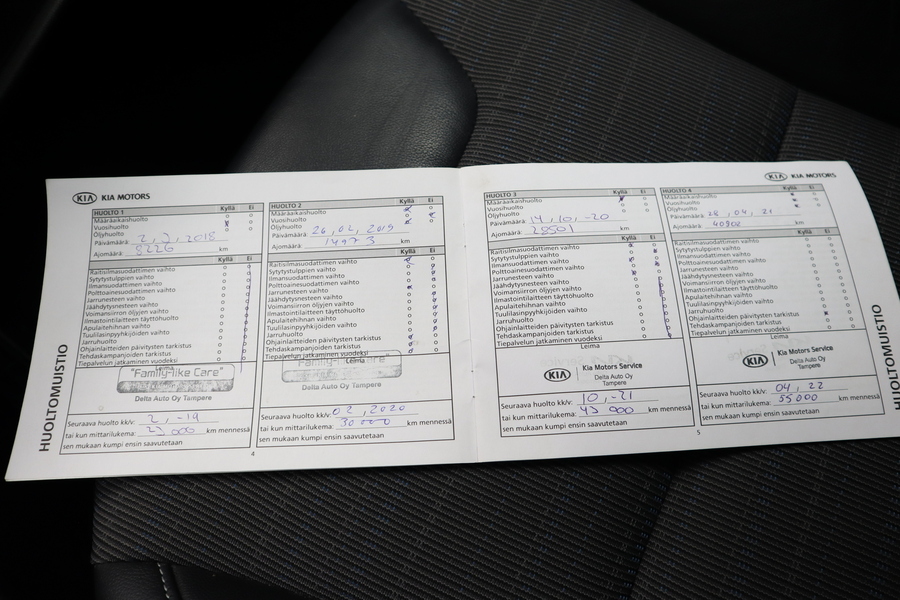 KIA KIA MOTORS
HUOLTO 1
Kyllä Ei
Määräaikaishuolto
Vuosihuolto
Öljyhuolto
Päivämäärä 2, 7, 2018
Ajomäärä: 8226 km
Kyllä Ei
Raitisilmasuodattimen vaihto
Sytytystulppien vaihto
Ilmansuodattimen vaihto
Polttoainesuodattimen vaihto
Jarrunesteen vaihto
Jäähdytysnesteen vaihto
Voimansiirron öljyjen vaihto
Ilmastointilaitteen täyttöhuolto
Apulaitehihnan vaihto
Tuulilasinpyyhkijöiden vaihto
Jarruhuolto
Ohjainlaitteiden päivitysten tarkistus
Tehdaskampanjoiden tarkistus
Tiepalvelun jatkaminen vuodeksi
Leima
"Family-like Care"
Delta Auto Oy Tampere
Seuraava huolto kk/v: 2, -19
tai kun mittarilukema: 23 000 km mennessä
sen mukaan kumpi ensin saavutetaan
HUOLTO 2
Kyllä Ei
Määräaikaishuolto
Vuosihuolto
Öljyhuolto
Päivämäärä 26, 02, 2019
Ajomäärä: 14973 km
Kyllä Ei
Raitisilmasuodattimen vaihto
Sytytystulppien vaihto
Ilmansuodattimen vaihto
Polttoainesuodattimen vaihto
Jarrunesteen vaihto
Jäähdytysnesteen vaihto
Voimansiirron öljyjen vaihto
Ilmastointilaitteen täyttöhuolto
Apulaitehihnan vaihto
Tuulilasinpyyhkijöiden vaihto
Jarruhuolto
Ohjainlaitteiden päivitysten tarkistus
Tehdaskampanjoiden tarkistus
Tiepalvelun jatkaminen vuodeksi
Leima
"Family-like Care"
Delta Auto Oy Tampere
Seuraava huolto kk/v: 02, 2020
tai kun mittarilukema: 30 000 km mennessä
sen mukaan kumpi ensin saavutetaan
HUOLTOMUISTIO
4
KIA KIA MOTORS
HUOLTO 3
Kyllä Ei
Määräaikaishuolto
Vuosihuolto
Öljyhuolto
Päivämäärä 14, 10, -20
Ajomäärä: 28501 km
Kyllä Ei
Raitisilmasuodattimen vaihto
Sytytystulppien vaihto
Ilmansuodattimen vaihto
Polttoainesuodattimen vaihto
Jarrunesteen vaihto
Jäähdytysnesteen vaihto
Voimansiirron öljyjen vaihto
Ilmastointilaitteen täyttöhuolto
Apulaitehihnan vaihto
Tuulilasinpyyhkijöiden vaihto
Jarruhuolto
Ohjainlaitteiden päivitysten tarkistus
Tehdaskampanjoiden tarkistus
Tiepalvelun jatkaminen vuodeksi
Leima
KIA Kia Motors Service
Delta Auto Oy
Tampere
Seuraava huolto kk/v: 10, -21
tai kun mittarilukema: 43 000 km mennessä
sen mukaan kumpi ensin saavutetaan
HUOLTO 4
Kyllä Ei
Määräaikaishuolto
Vuosihuolto
Öljyhuolto
Päivämäärä 28, 04, 21
Ajomäärä: 40302 km
Kyllä Ei
Raitisilmasuodattimen vaihto
Sytytystulppien vaihto
Ilmansuodattimen vaihto
Polttoainesuodattimen vaihto
Jarrunesteen vaihto
Jäähdytysnesteen vaihto
Voimansiirron öljyjen vaihto
Ilmastointilaitteen täyttöhuolto
Apulaitehihnan vaihto
Tuulilasinpyyhkijöiden vaihto
Jarruhuolto
Ohjainlaitteiden päivitysten tarkistus
Tehdaskampanjoiden tarkistus
Tiepalvelun jatkaminen vuodeksi
Leima
KIA Kia Motors Service
Delta Auto Oy
Tampere
Seuraava huolto kk/v: 04, 22
tai kun mittarilukema: 55 000 km mennessä
sen mukaan kumpi ensin saavutetaan
5
HUOLTOMUISTIO